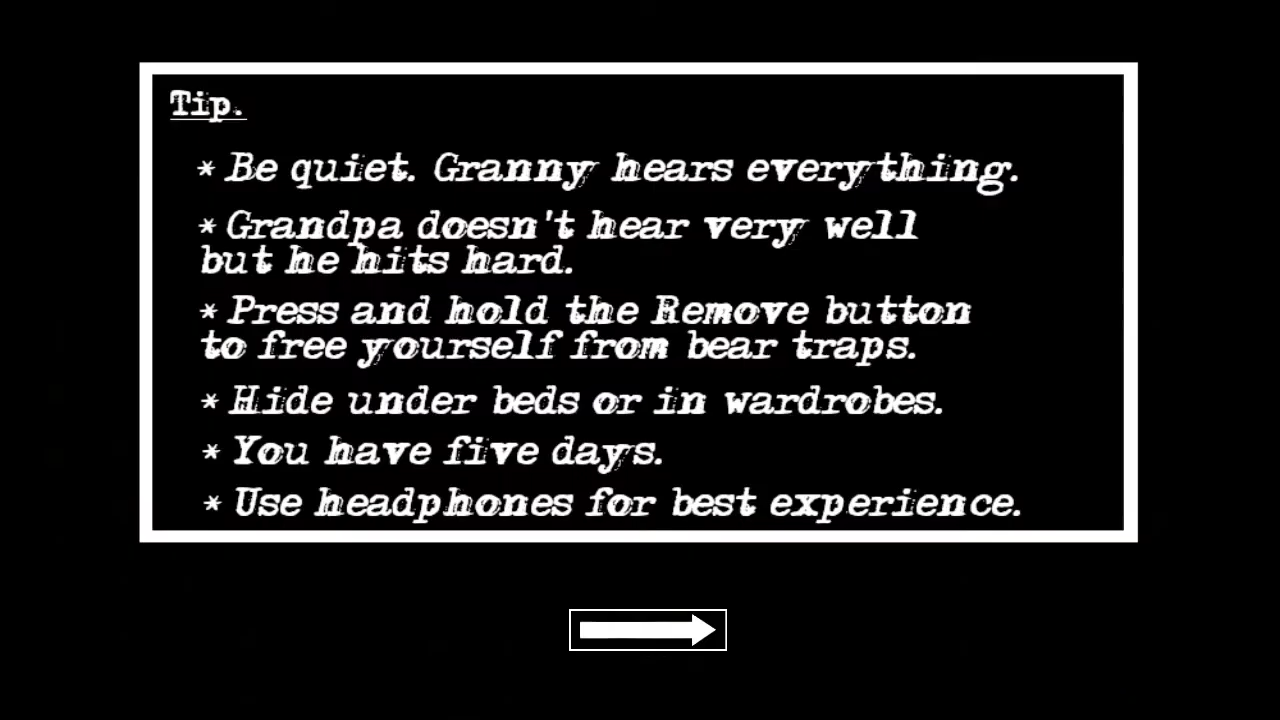 Tip.
* Be quiet. Granny hears everything.
* Grandpa doesn't hear very well
but he hits hard.
* Press and hold the Remove button
to free yourself from bear traps.
* Hide under beds or in wardrobes.
* You have five days.
* Use headphones for best experience.